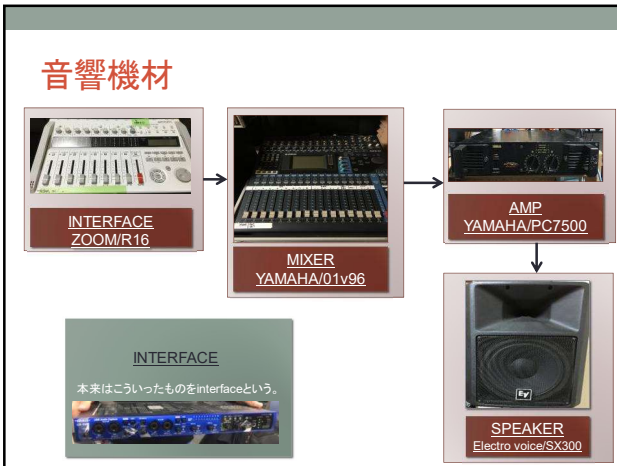 音響機材
INTERFACE
ZOOM/R16
MIXER
YAMAHA/01v96
AMP
YAMAHA/PC7500
INTERFACE
本来はこういったものをinterfaceという。
EV
SPEAKER
Electro voice/SX300